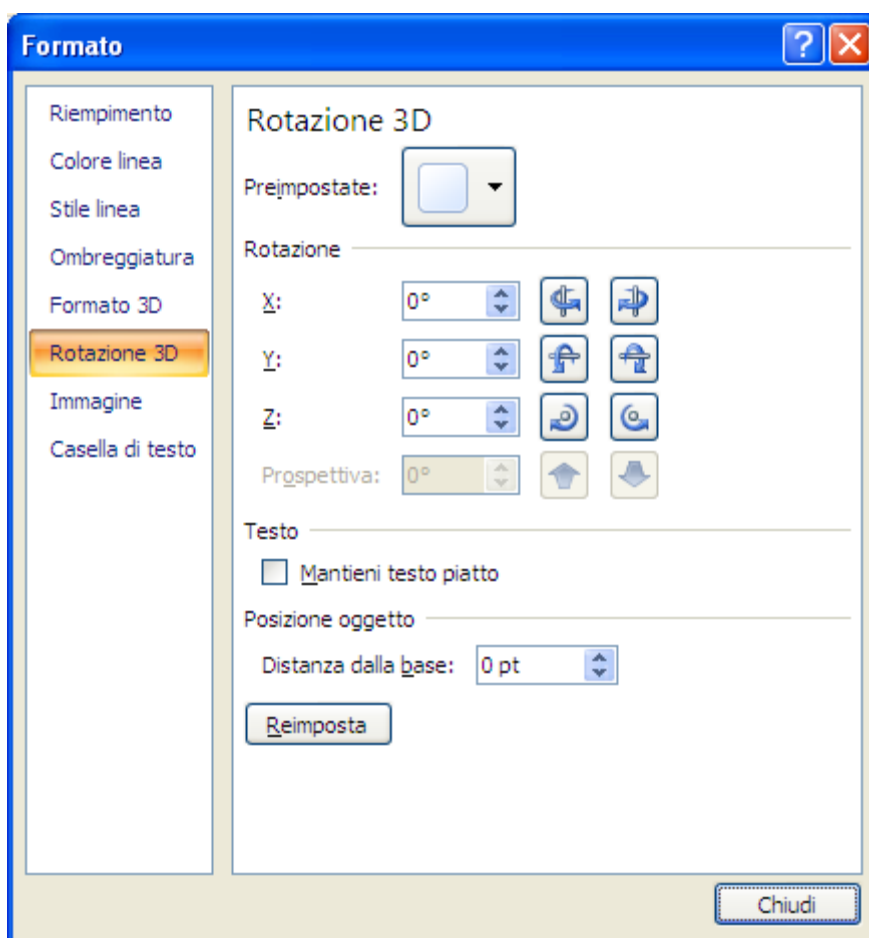 Formato
Riempimento
Colore linea
Stile linea
Ombreggiatura
Formato 3D
Rotazione 3D
Immagine
Casella di testo
Rotazione 3D
Preimpostate:
Rotazione
X: 0°
Y: 0°
Z: 0°
Prospettiva: 0°
Testo
Mantieni testo piatto
Posizione oggetto
Distanza dalla base: 0 pt
Reimposta
Chiudi